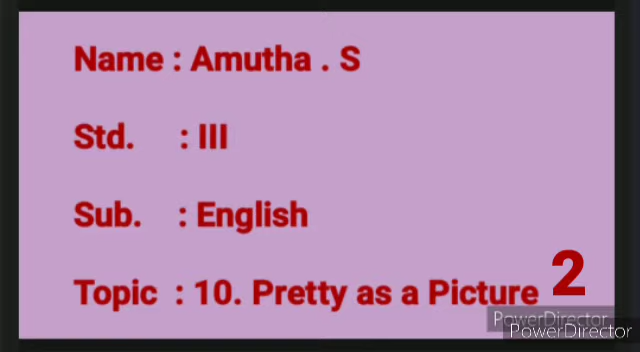 Name : Amutha . S
Std. : III
Sub. : English
Topic : 10. Pretty as a Picture 2
PowerDirector
PowerDirector